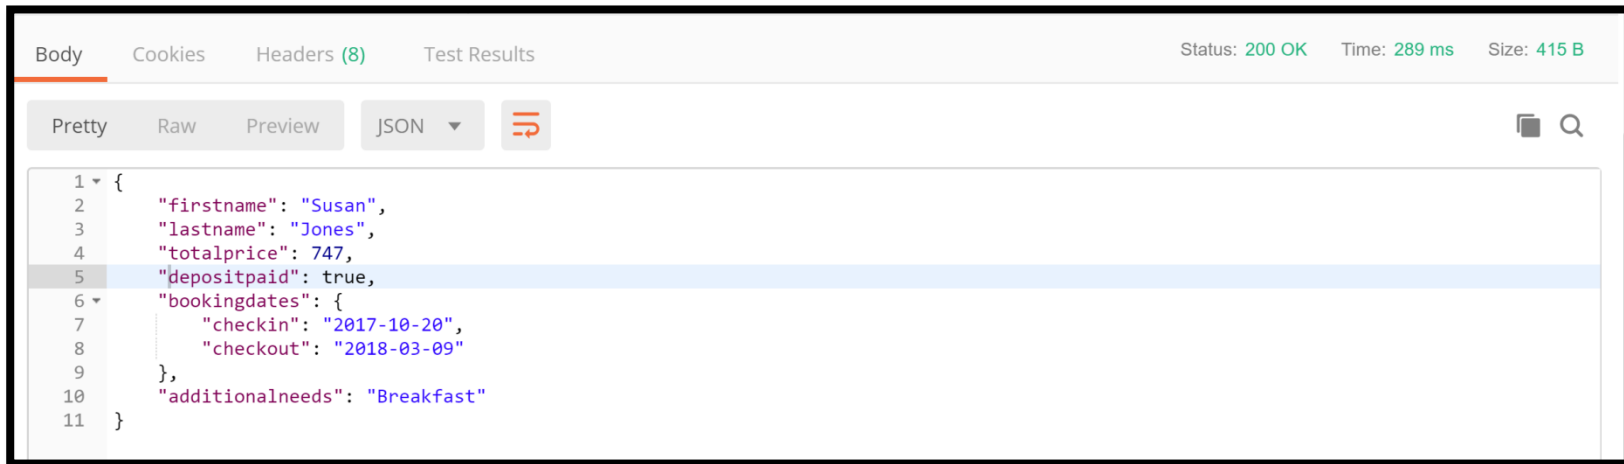 Body Cookies Headers (8) Test Results Status: 200 OK Time: 289 ms Size: 415 B
Pretty Raw Preview JSON
1 {
2 "firstname": "Susan",
3 "lastname": "Jones",
4 "totalprice": 747,
5 "depositpaid": true,
6 "bookingdates": {
7 "checkin": "2017-10-20",
8 "checkout": "2018-03-09"
9 },
10 "additionalneeds": "Breakfast"
11 }